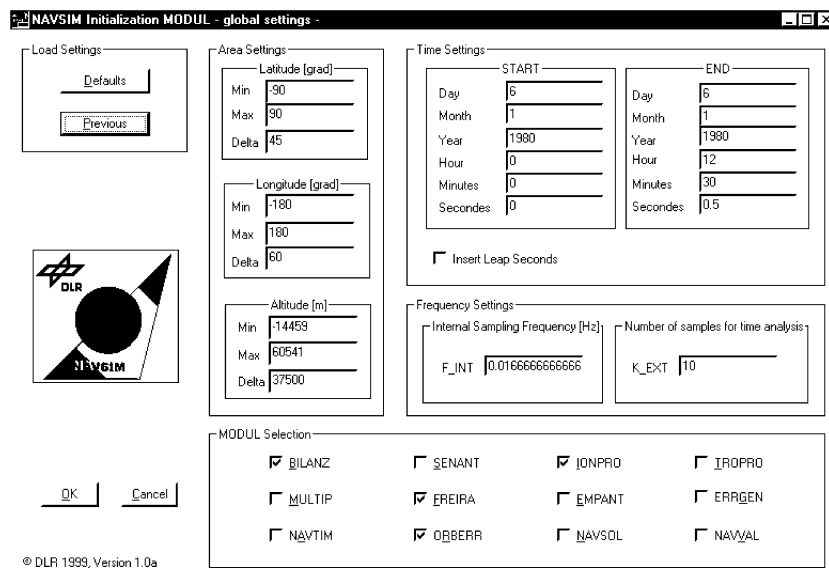 NAVSIM Initialization MODUL - global settings -
Load Settings
Defaults
Previous
Area Settings
Latitude [grad]
Min -90
Max 90
Delta 45
Longitude [grad]
Min -180
Max 180
Delta 60
Altitude [m]
Min -14459
Max 60541
Delta 37500
Time Settings
START
Day 6
Month 1
Year 1980
Hour 0
Minutes 0
Secondes 0
END
Day 6
Month 1
Year 1980
Hour 12
Minutes 30
Secondes 0.5
Insert Leap Seconds
Frequency Settings
Internal Sampling Frequency [Hz]
F_INT 0.0166666666666
Number of samples for time analysis
K_EXT 10
DLR
NAVSIM
MODUL Selection
BILANZ SENANT IONPRO TROPRO
MULTIP FREIRA EMPANT ERRGEN
NAVTIM ORBERR NAVSOL NAVVAL
OK Cancel
© DLR 1999, Version 1.0a